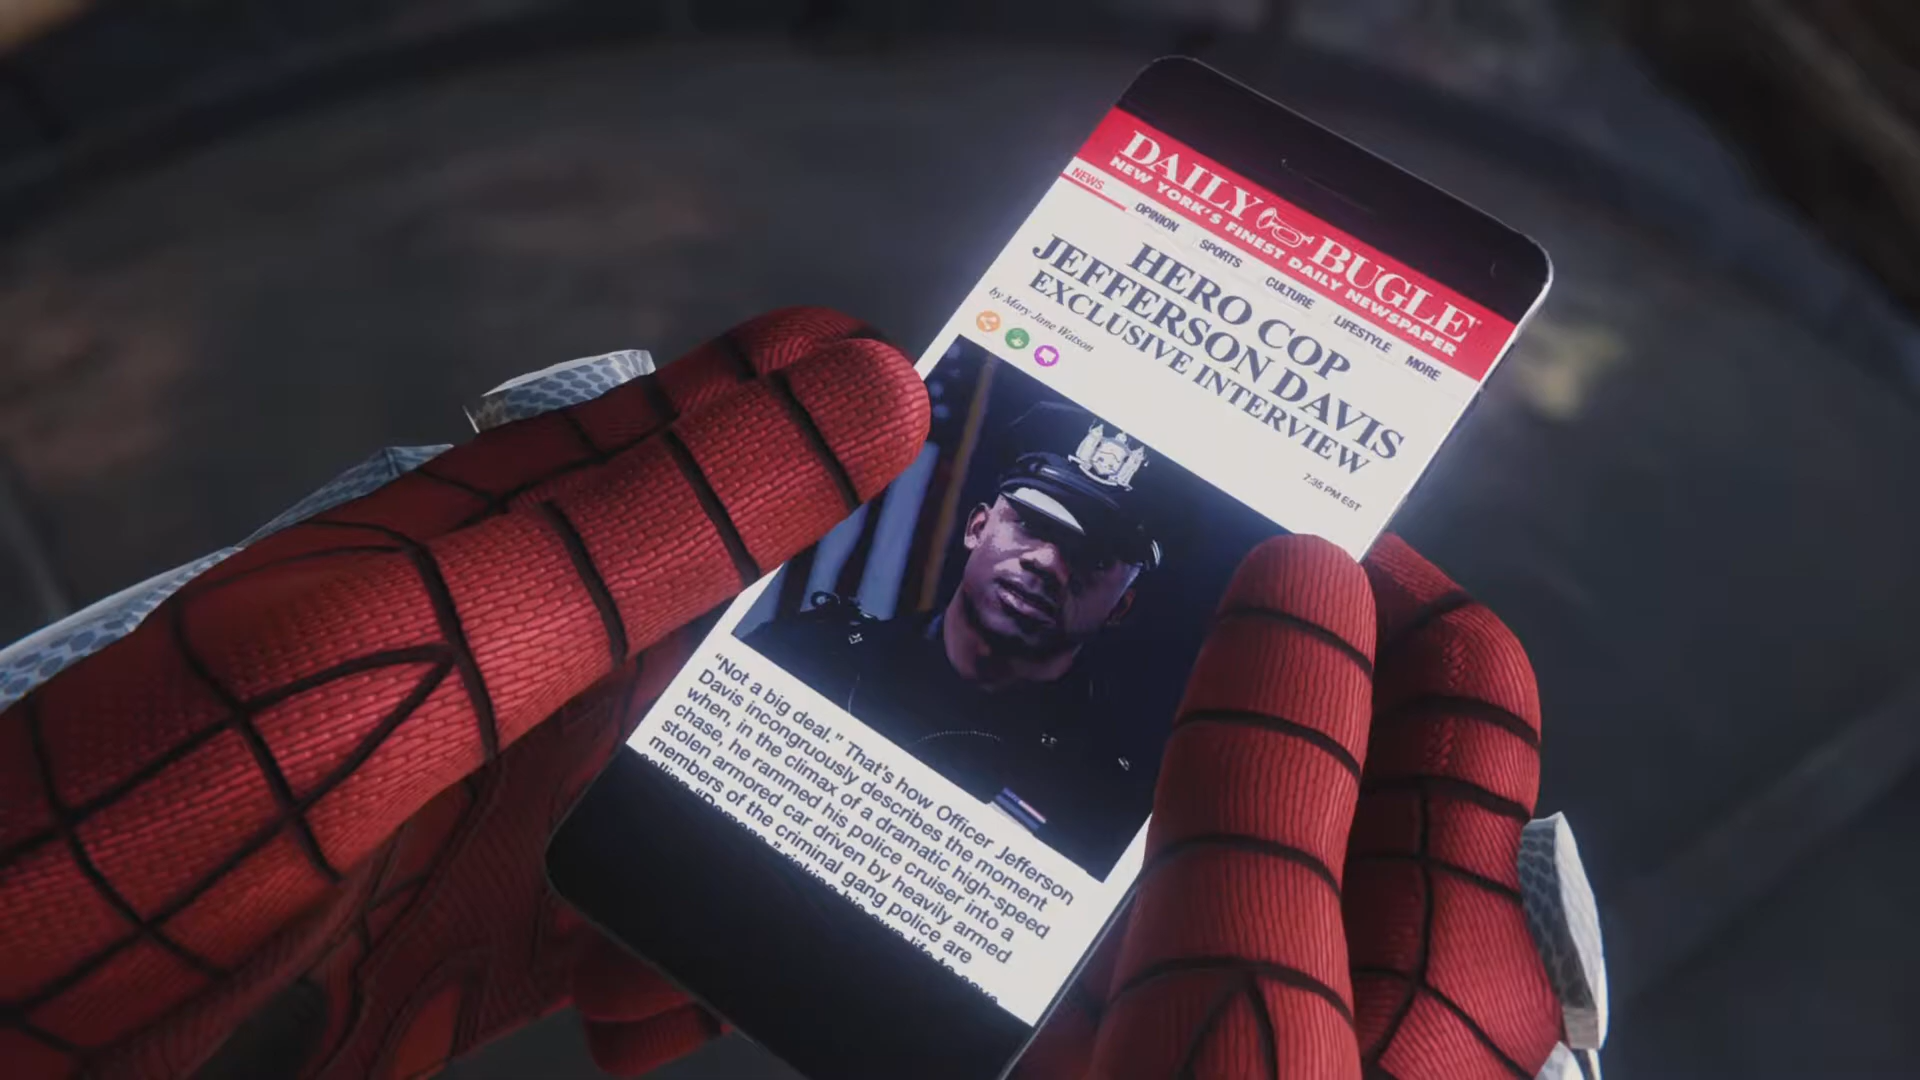 DAILY BUGLE
NEW YORK'S FINEST DAILY NEWSPAPER
NEWS OPINION SPORTS CULTURE LIFESTYLE MORE
HERO COP
JEFFERSON DAVIS
EXCLUSIVE INTERVIEW
by Mary Jane Watson
7:35 PM EST
“Not a big deal.” That's how Officer Jefferson
Davis incongruously describes the moment
when, in the climax of a dramatic high-speed
chase, he rammed his police cruiser into a
stolen armored car driven by heavily armed
members of the criminal gang police are